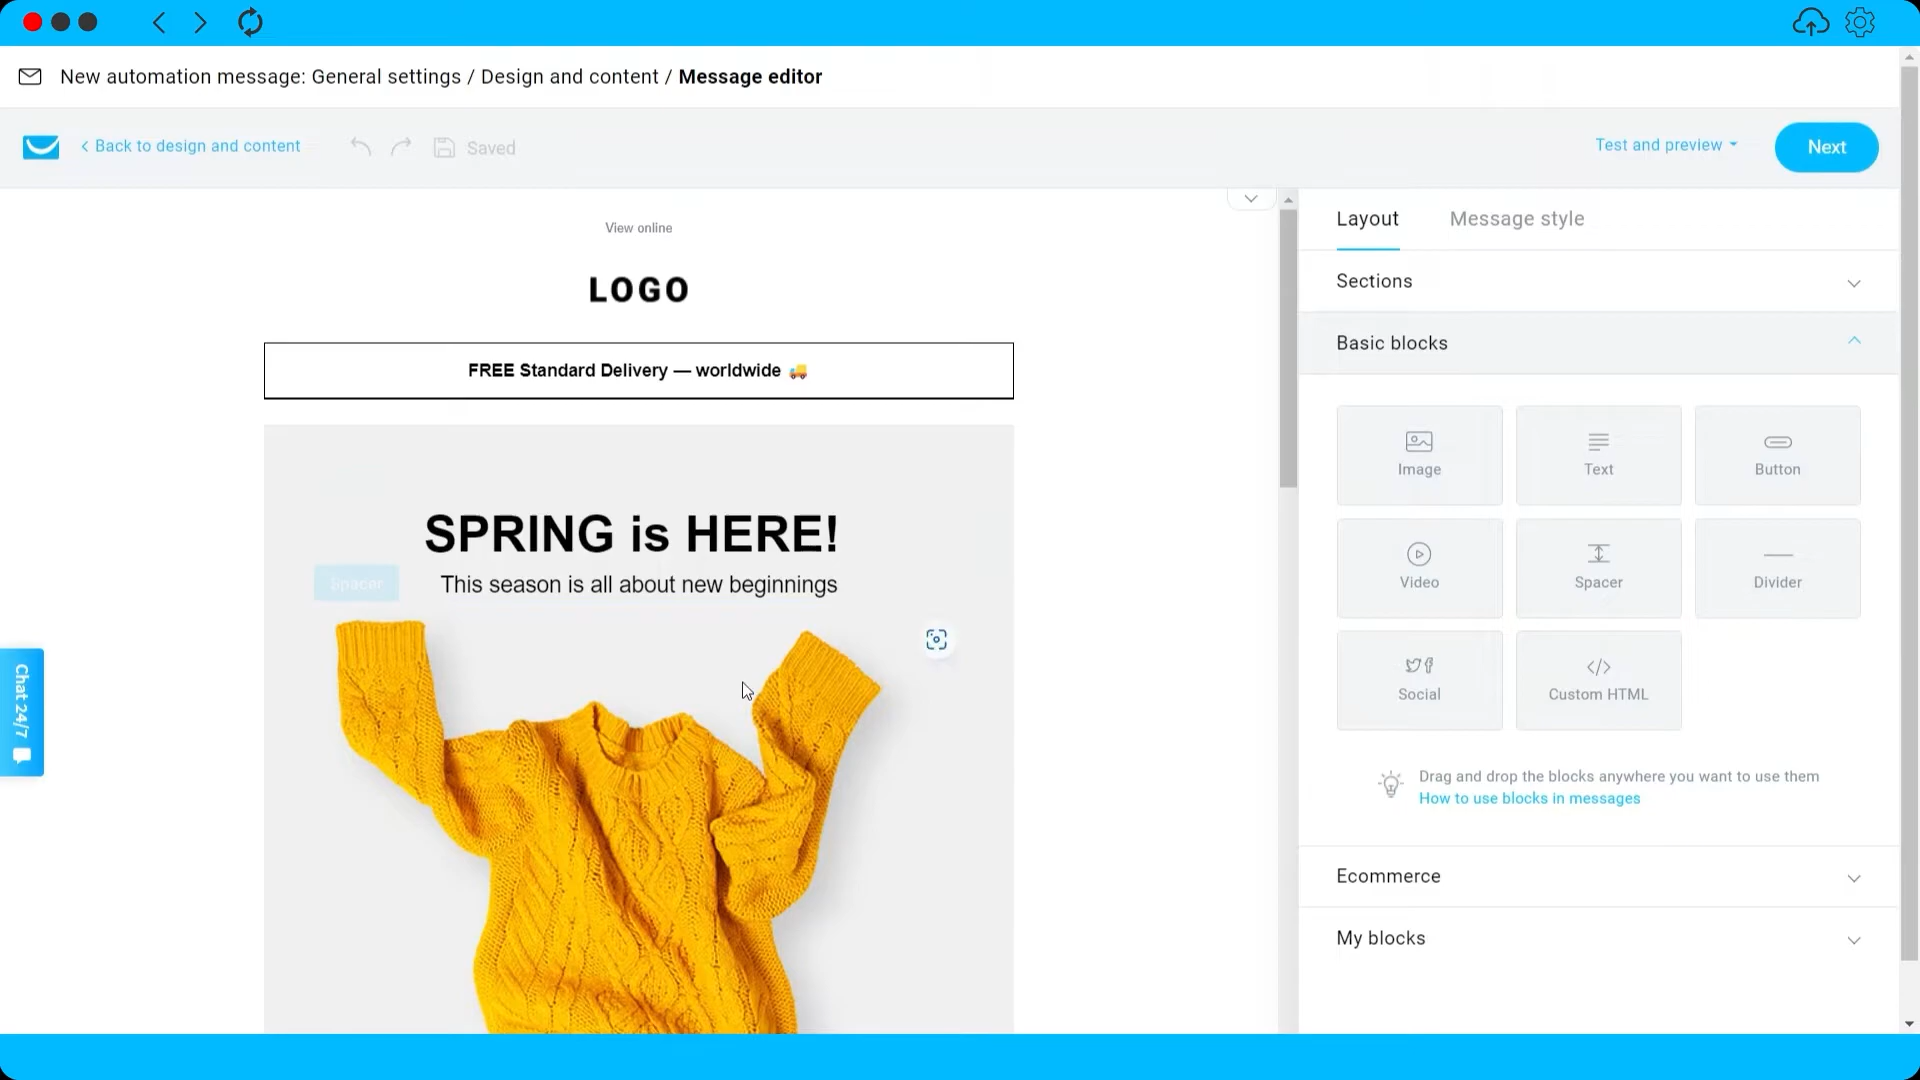 New automation message: General settings / Design and content / Message editor
Back to design and content
Saved
Test and preview
Next
View online
LOGO
FREE Standard Delivery — worldwide 🚚
SPRING is HERE!
Spacer
This season is all about new beginnings
Chat 24/7
Layout
Message style
Sections
Basic blocks
Image
Text
Button
Video
Spacer
Divider
Social
Custom HTML
Drag and drop the blocks anywhere you want to use them
How to use blocks in messages
Ecommerce
My blocks